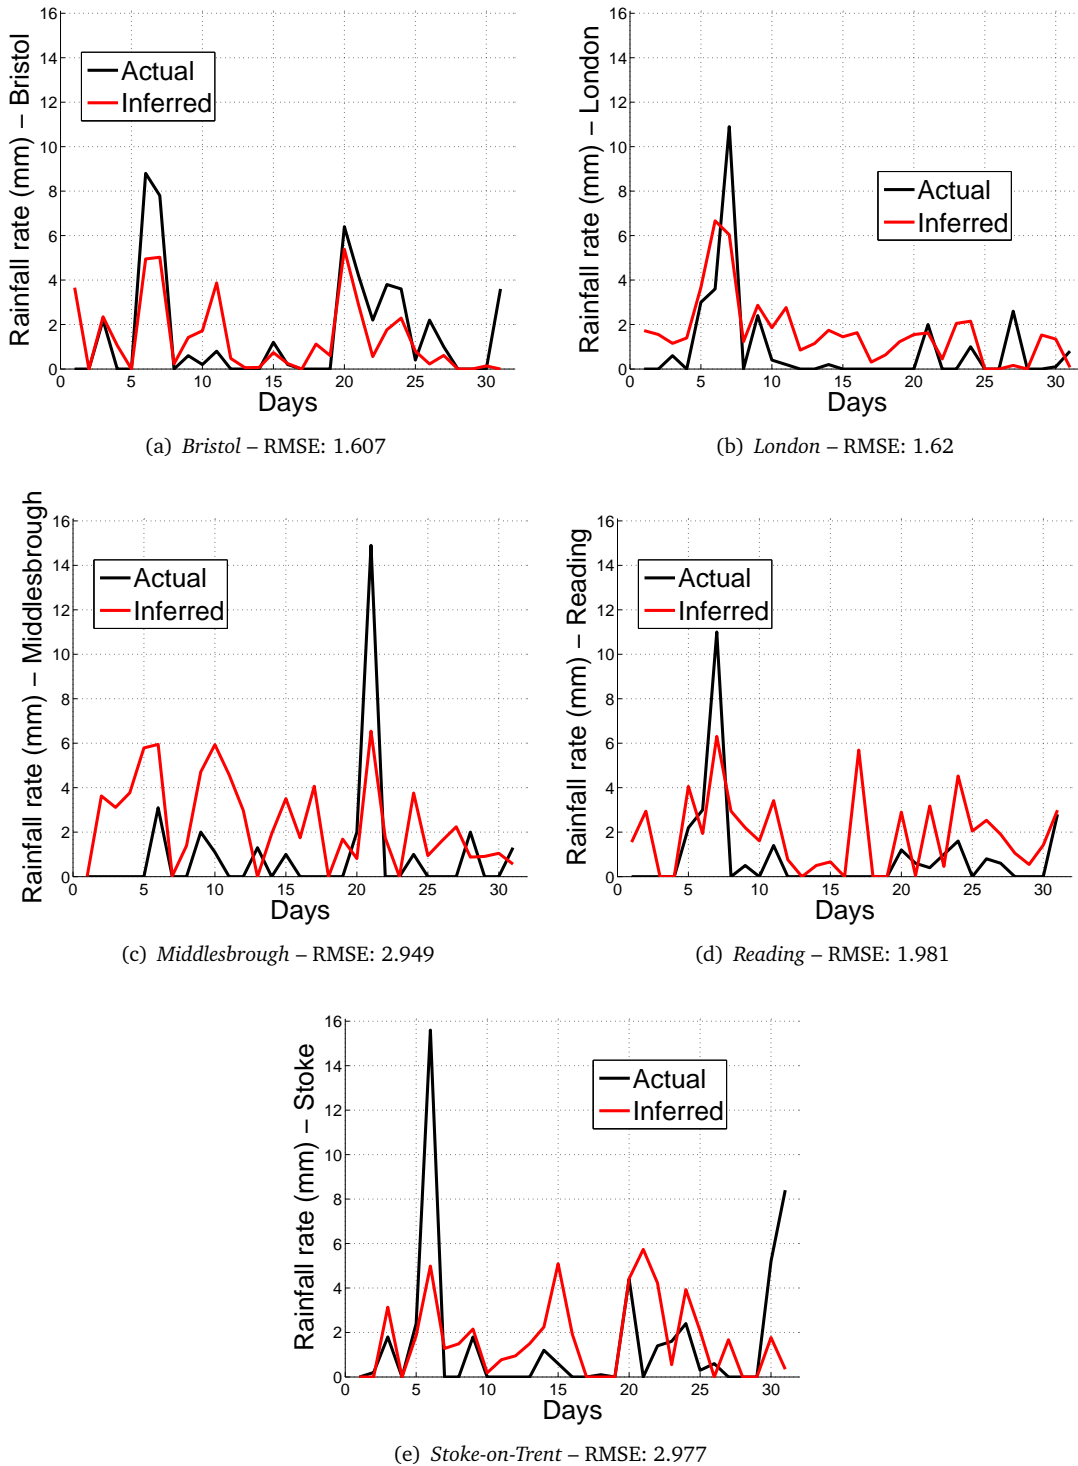 Rainfall rate (mm) – Bristol
16
14
12
10
8
6
4
2
0
Actual
Inferred
0 5 10 15 20 25 30
Days
(a) Bristol – RMSE: 1.607
Rainfall rate (mm) – London
16
14
12
10
8
6
4
2
0
Actual
Inferred
0 5 10 15 20 25 30
Days
(b) London – RMSE: 1.62
Rainfall rate (mm) – Middlesbrough
16
14
12
10
8
6
4
2
0
Actual
Inferred
0 5 10 15 20 25 30
Days
(c) Middlesbrough – RMSE: 2.949
Rainfall rate (mm) – Reading
16
14
12
10
8
6
4
2
0
Actual
Inferred
0 5 10 15 20 25 30
Days
(d) Reading – RMSE: 1.981
Rainfall rate (mm) – Stoke
16
14
12
10
8
6
4
2
0
Actual
Inferred
0 5 10 15 20 25 30
Days
(e) Stoke-on-Trent – RMSE: 2.977